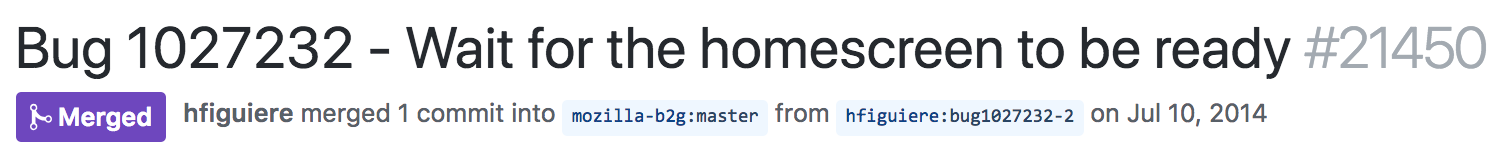 Bug 1027232 - Wait for the homescreen to be ready #21450
Merged hfiguiere merged 1 commit into mozilla-b2g:master from hfiguiere:bug1027232-2 on Jul 10, 2014